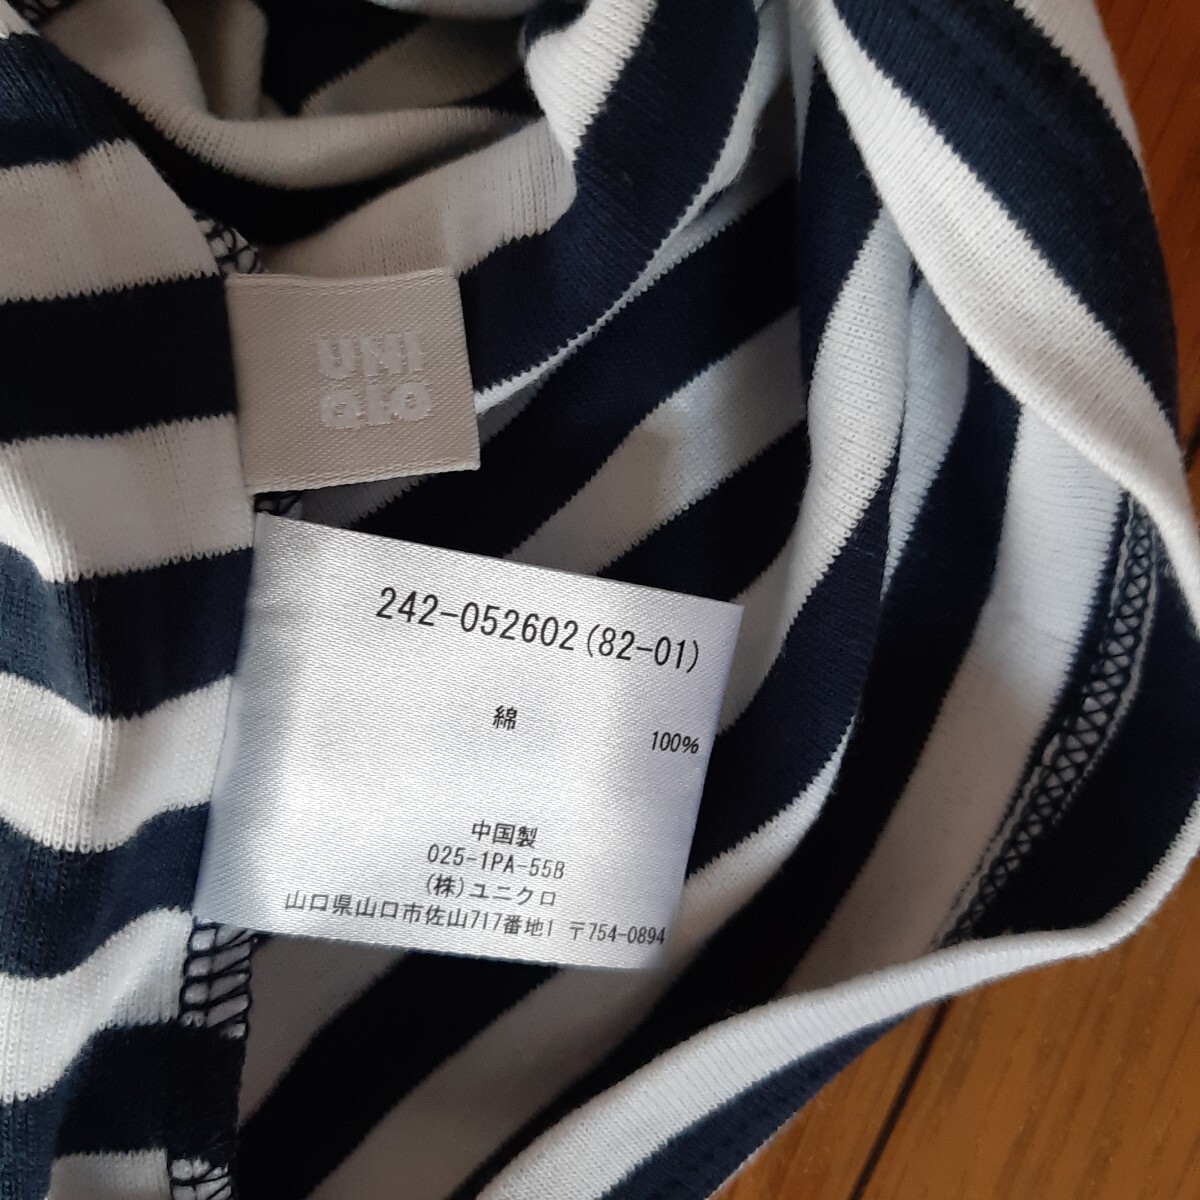 UNI
QLO
242-052602(82-01)
綿
100%
中国製
025-1PA-55B
(株)ユニクロ
山口県山口市佐山717番地1 〒754-0894